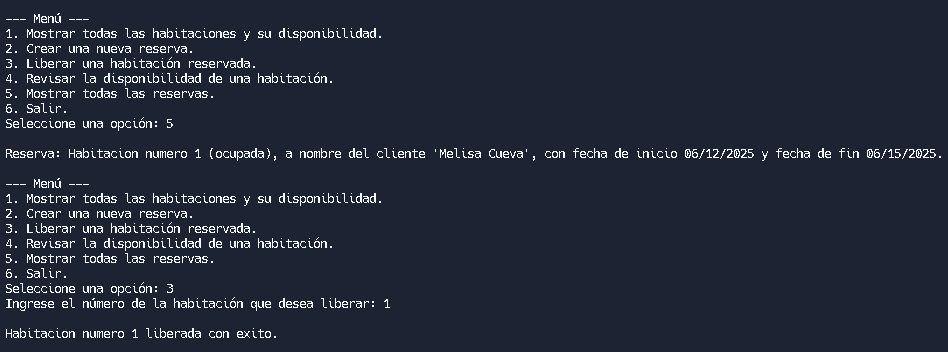 --- Menú ---
1. Mostrar todas las habitaciones y su disponibilidad.
2. Crear una nueva reserva.
3. Liberar una habitación reservada.
4. Revisar la disponibilidad de una habitación.
5. Mostrar todas las reservas.
6. Salir.
Seleccione una opción: 5
Reserva: Habitacion numero 1 (ocupada), a nombre del cliente 'Melisa Cueva', con fecha de inicio 06/12/2025 y fecha de fin 06/15/2025.
--- Menú ---
1. Mostrar todas las habitaciones y su disponibilidad.
2. Crear una nueva reserva.
3. Liberar una habitación reservada.
4. Revisar la disponibilidad de una habitación.
5. Mostrar todas las reservas.
6. Salir.
Seleccione una opción: 3
Ingrese el número de la habitación que desea liberar: 1
Habitacion numero 1 liberada con exito.